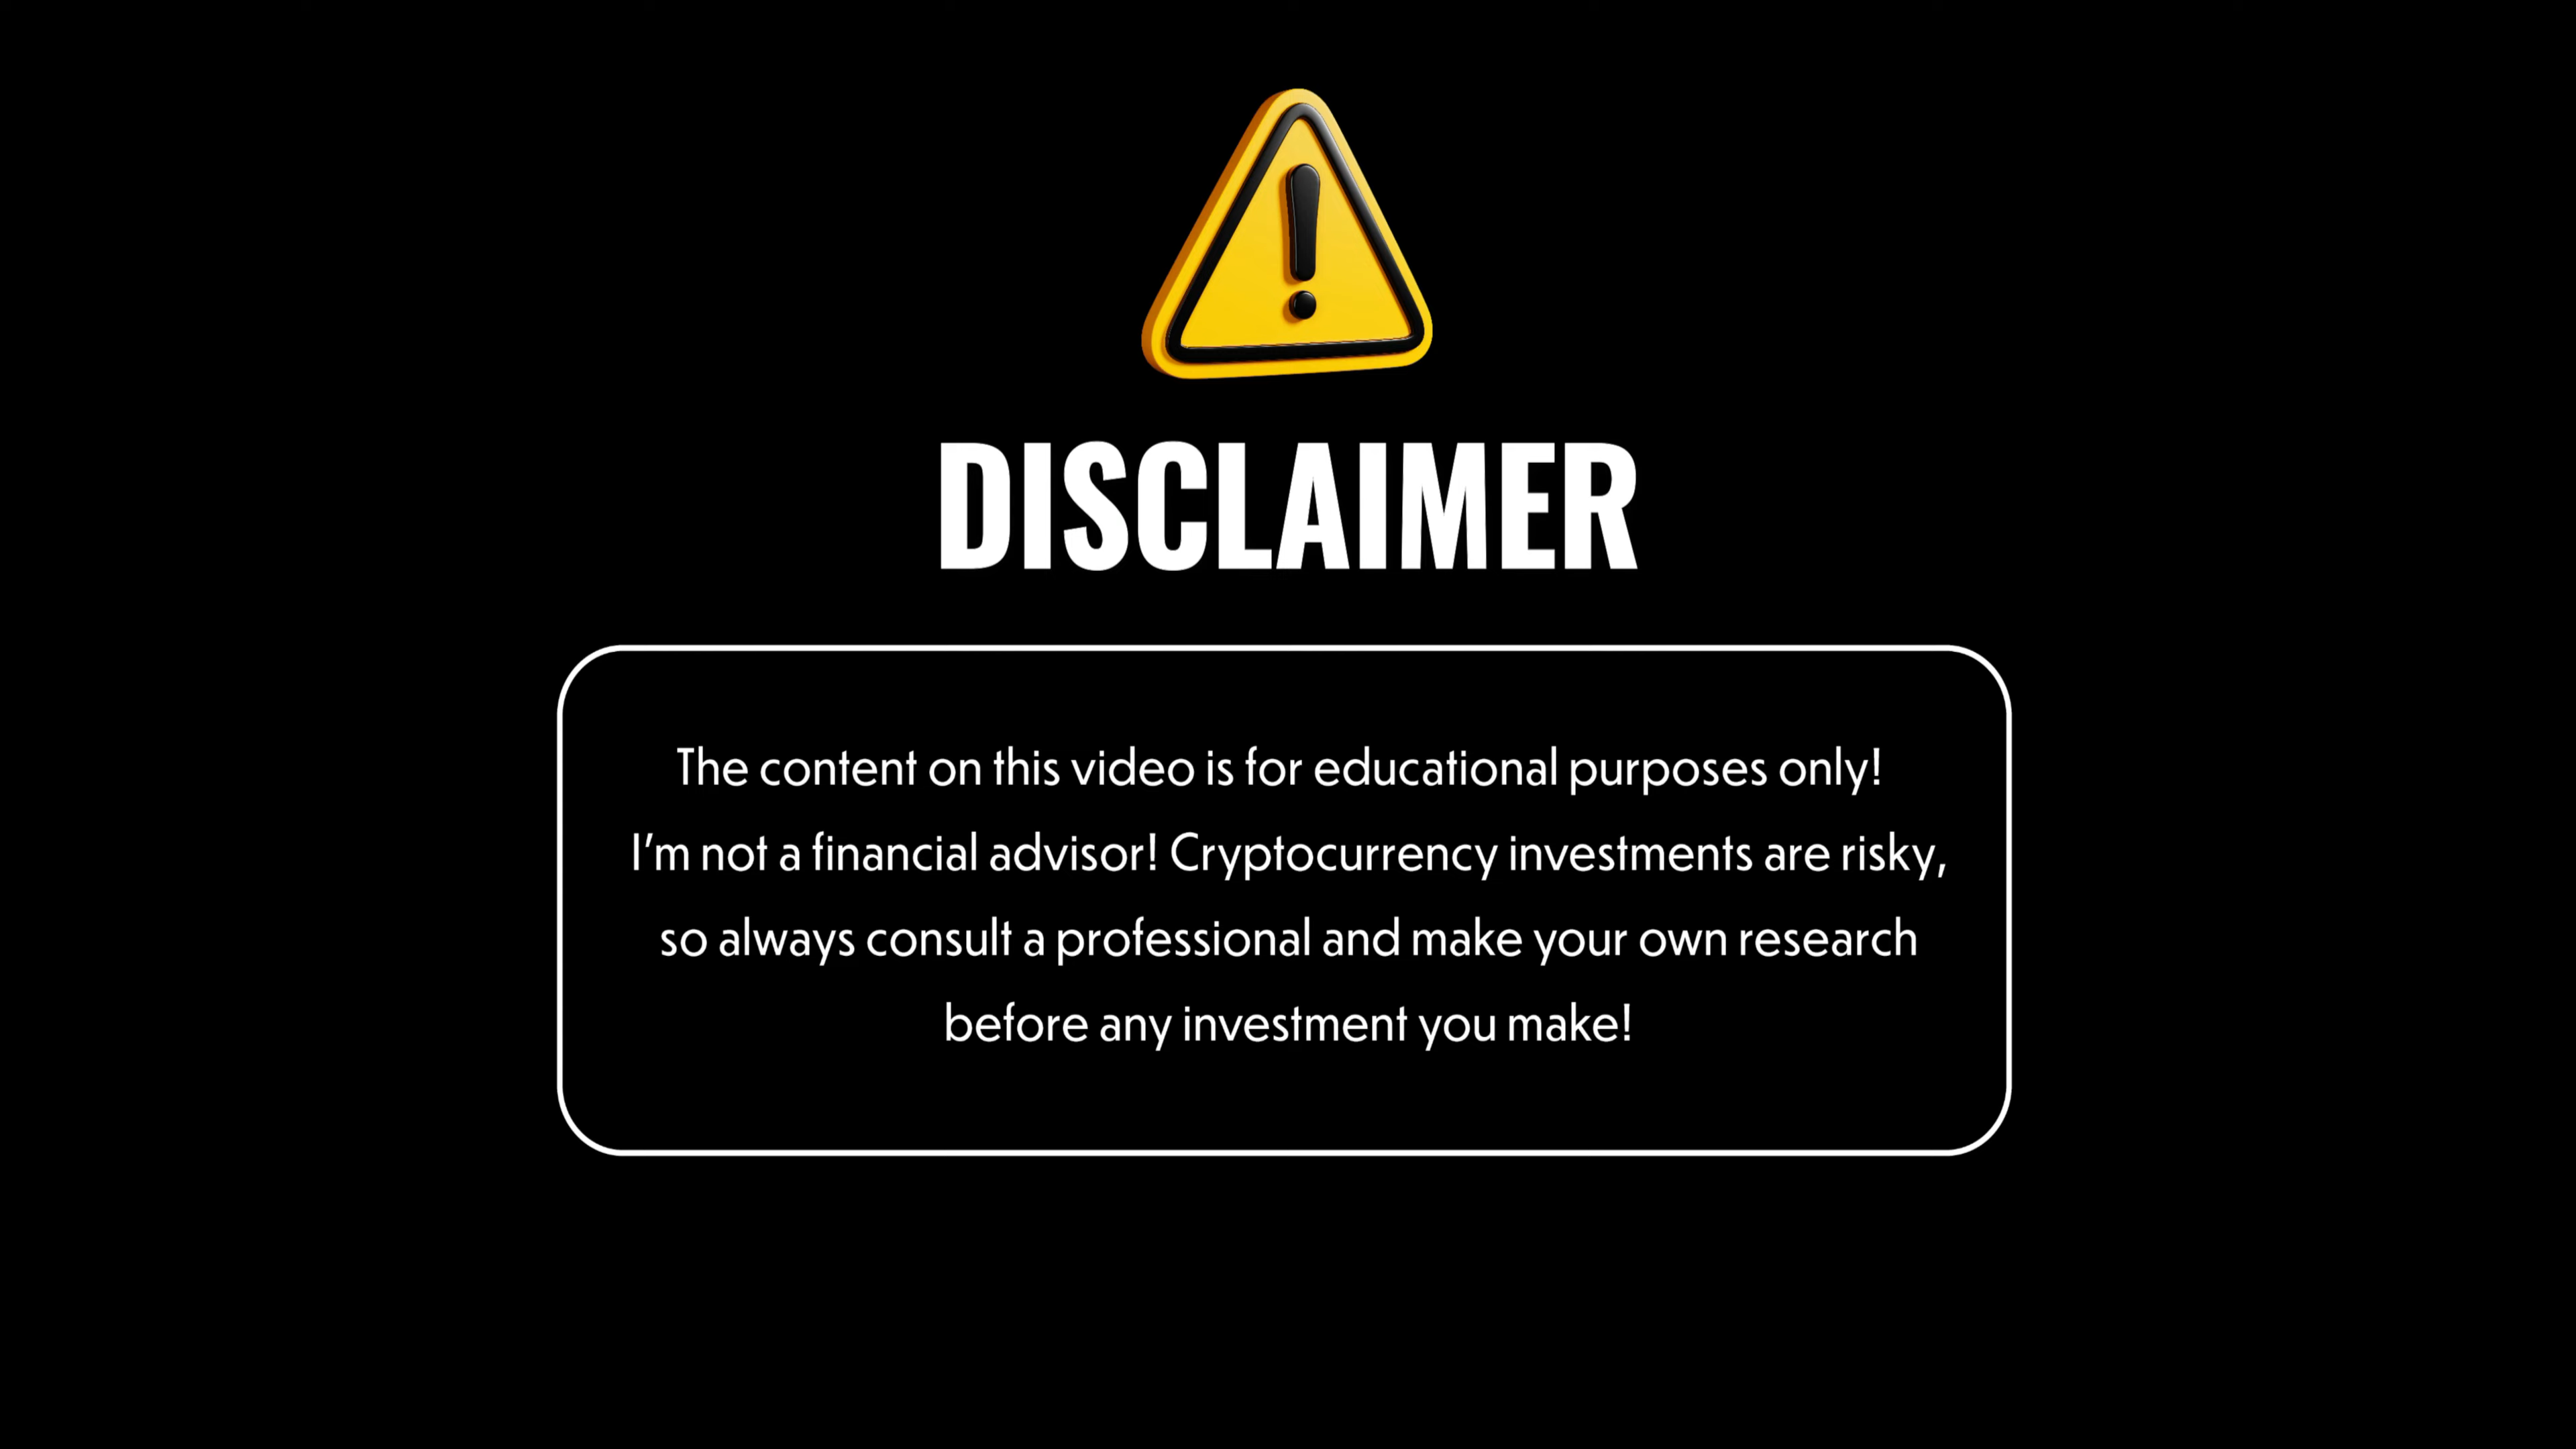 DISCLAIMER
The content on this video is for educational purposes only!
I'm not a financial advisor! Cryptocurrency investments are risky,
so always consult a professional and make your own research
before any investment you make!